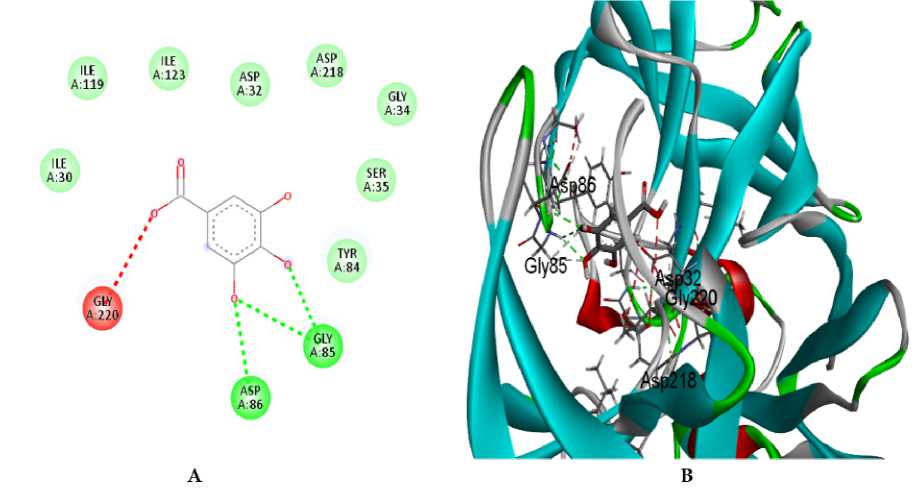 ILE
A:119
ILE
A:123
ASP
A:32
ASP
A:218
GLY
A:34
ILE
A:30
SER
A:35
O
O
O
TYR
A:84
O
O
GLY
A:220
GLY
A:85
ASP
A:86
Asp86
Gly85
Asp32
Gly220
Asp218
A
B